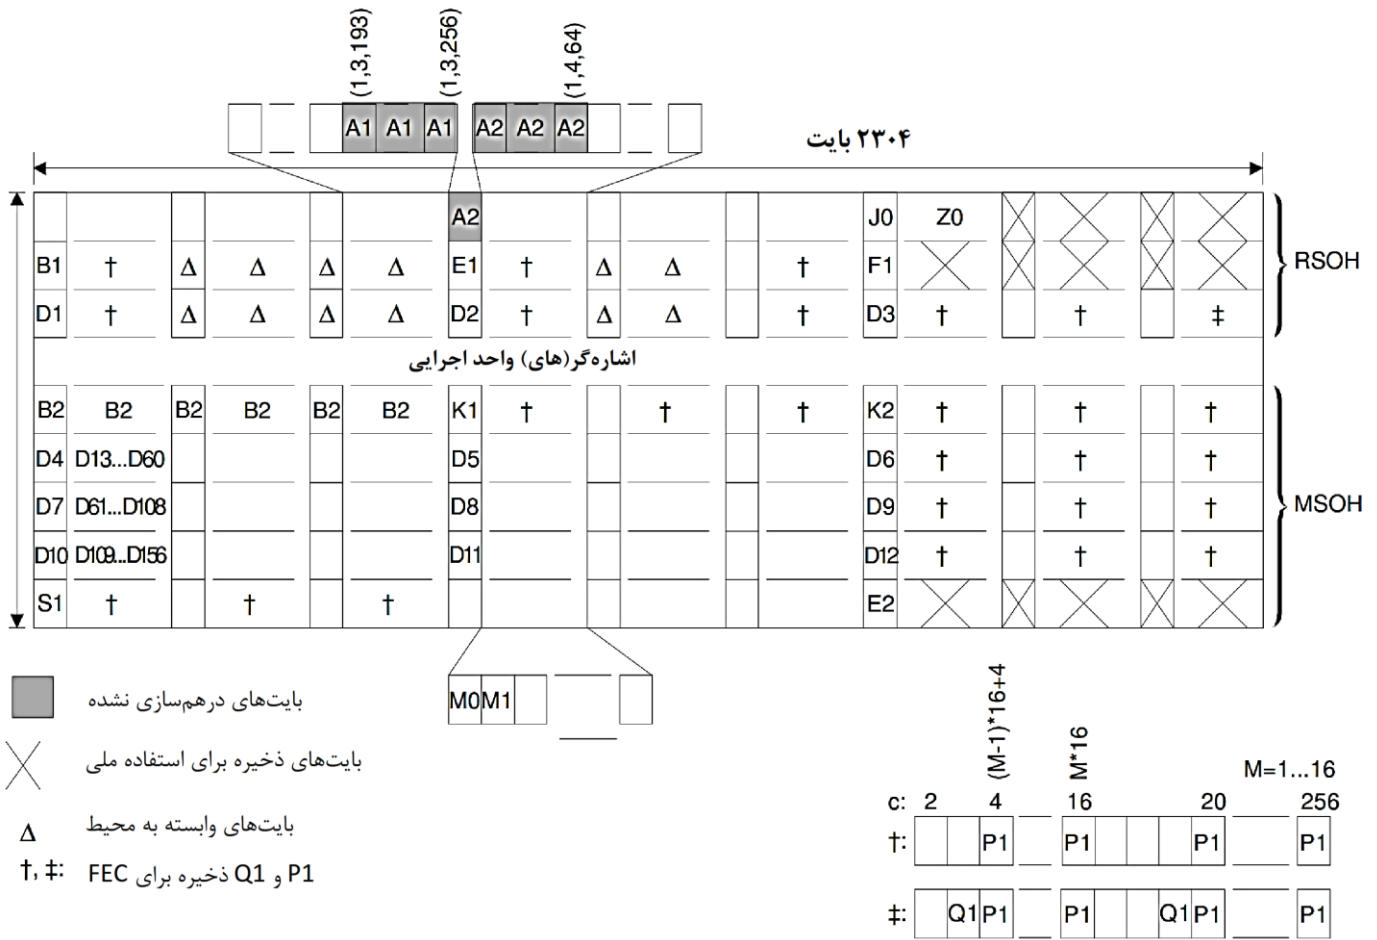 (1,3,193) (1,3,256) (1,4,64)
A1 A1 A1 A2 A2 A2
۲۳۰۴ بایت
A2 J0 Z0
B1 † Δ Δ Δ Δ E1 † Δ Δ † F1
RSOH
D1 † Δ Δ Δ Δ D2 † Δ Δ † D3 † † ‡
اشاره‌گر(های) واحد اجرایی
B2 B2 B2 B2 B2 B2 K1 † † † K2 † † †
D4 D13...D60 D5 D6 † † †
D7 D61...D108 D8 D9 † † †
MSOH
D10 D109...D156 D11 D12 † † †
S1 † † † E2
M0 M1
بایت‌های درهم‌سازی نشده
بایت‌های ذخیره برای استفاده ملی
Δ بایت‌های وابسته به محیط
†, ‡: P1 و Q1 ذخیره برای FEC
(M-1)*16+4 M*16
M=1...16
c: 2 4 16 20 256
†: P1 P1 P1 P1
‡: Q1 P1 P1 Q1 P1 P1